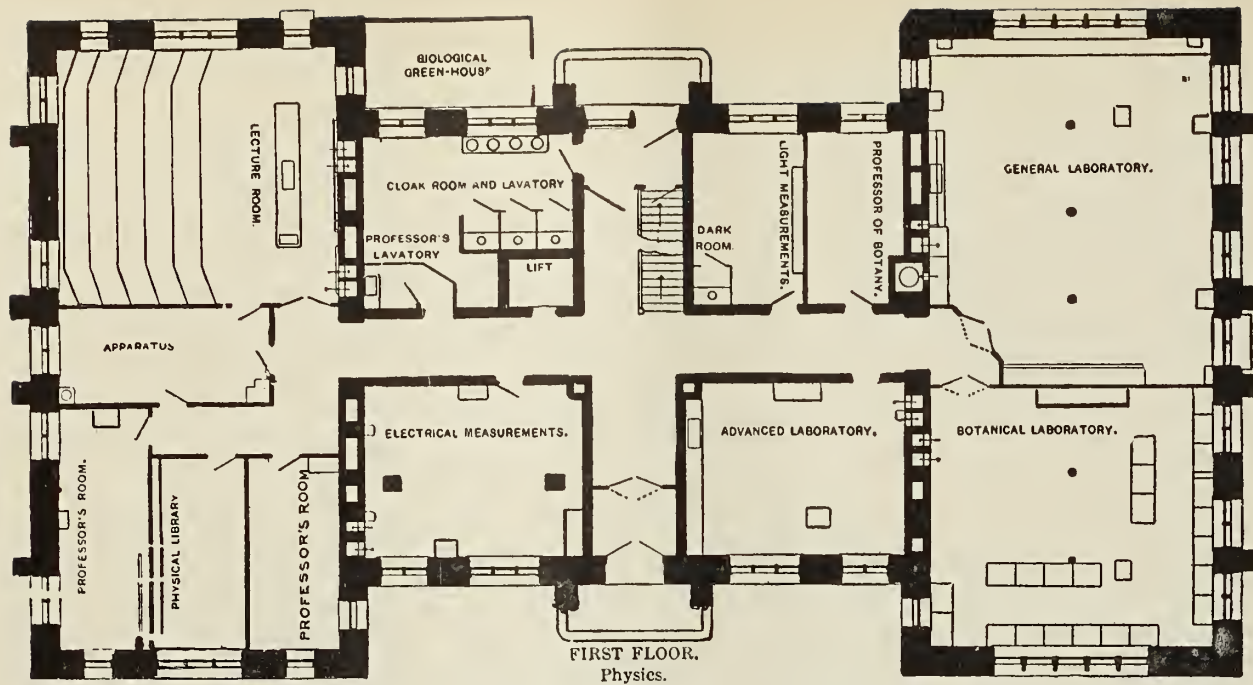 BIOLOGICAL
GREEN-HOUSE
LECTURE ROOM.
CLOAK ROOM AND LAVATORY
PROFESSOR'S
LAVATORY
LIFT
DARK
ROOM.
LIGHT MEASUREMENTS.
PROFESSOR OF BOTANY.
GENERAL LABORATORY.
APPARATUS
ELECTRICAL MEASUREMENTS.
ADVANCED LABORATORY.
BOTANICAL LABORATORY.
PROFESSOR'S ROOM.
PHYSICAL LIBRARY
PROFESSOR'S ROOM
FIRST FLOOR.
Physics.